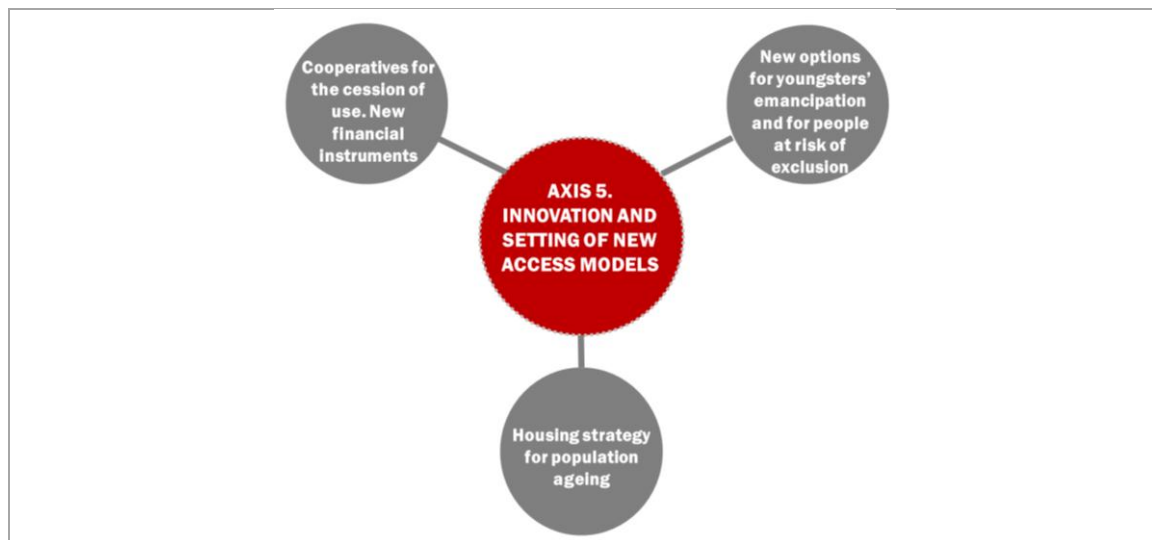 Cooperatives for
the cession of
use. New
financial
instruments
New options
for youngsters'
emancipation
and for people
at risk of
exclusion
AXIS 5.
INNOVATION AND
SETTING OF NEW
ACCESS MODELS
Housing strategy
for population
ageing